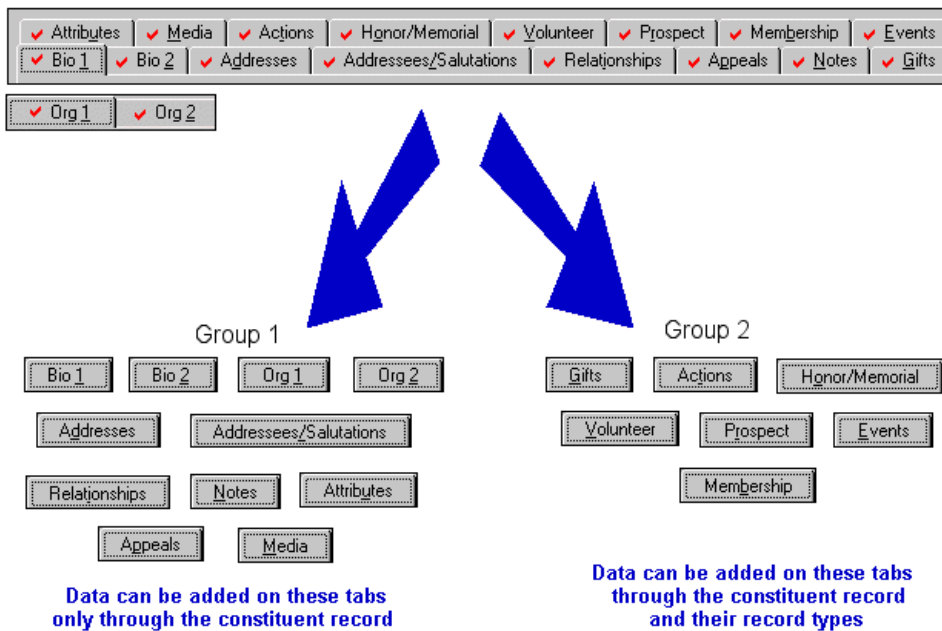 Attributes Media Actions Honor/Memorial Volunteer Prospect Membership Events
Bio 1 Bio 2 Addresses Addressees/Salutations Relationships Appeals Notes Gifts
Org 1 Org 2
Group 1
Bio 1 Bio 2 Org 1 Org 2
Addresses Addressees/Salutations
Relationships Notes Attributes
Appeals Media
Data can be added on these tabs
only through the constituent record
Group 2
Gifts Actions Honor/Memorial
Volunteer Prospect Events
Membership
Data can be added on these tabs
through the constituent record
and their record types